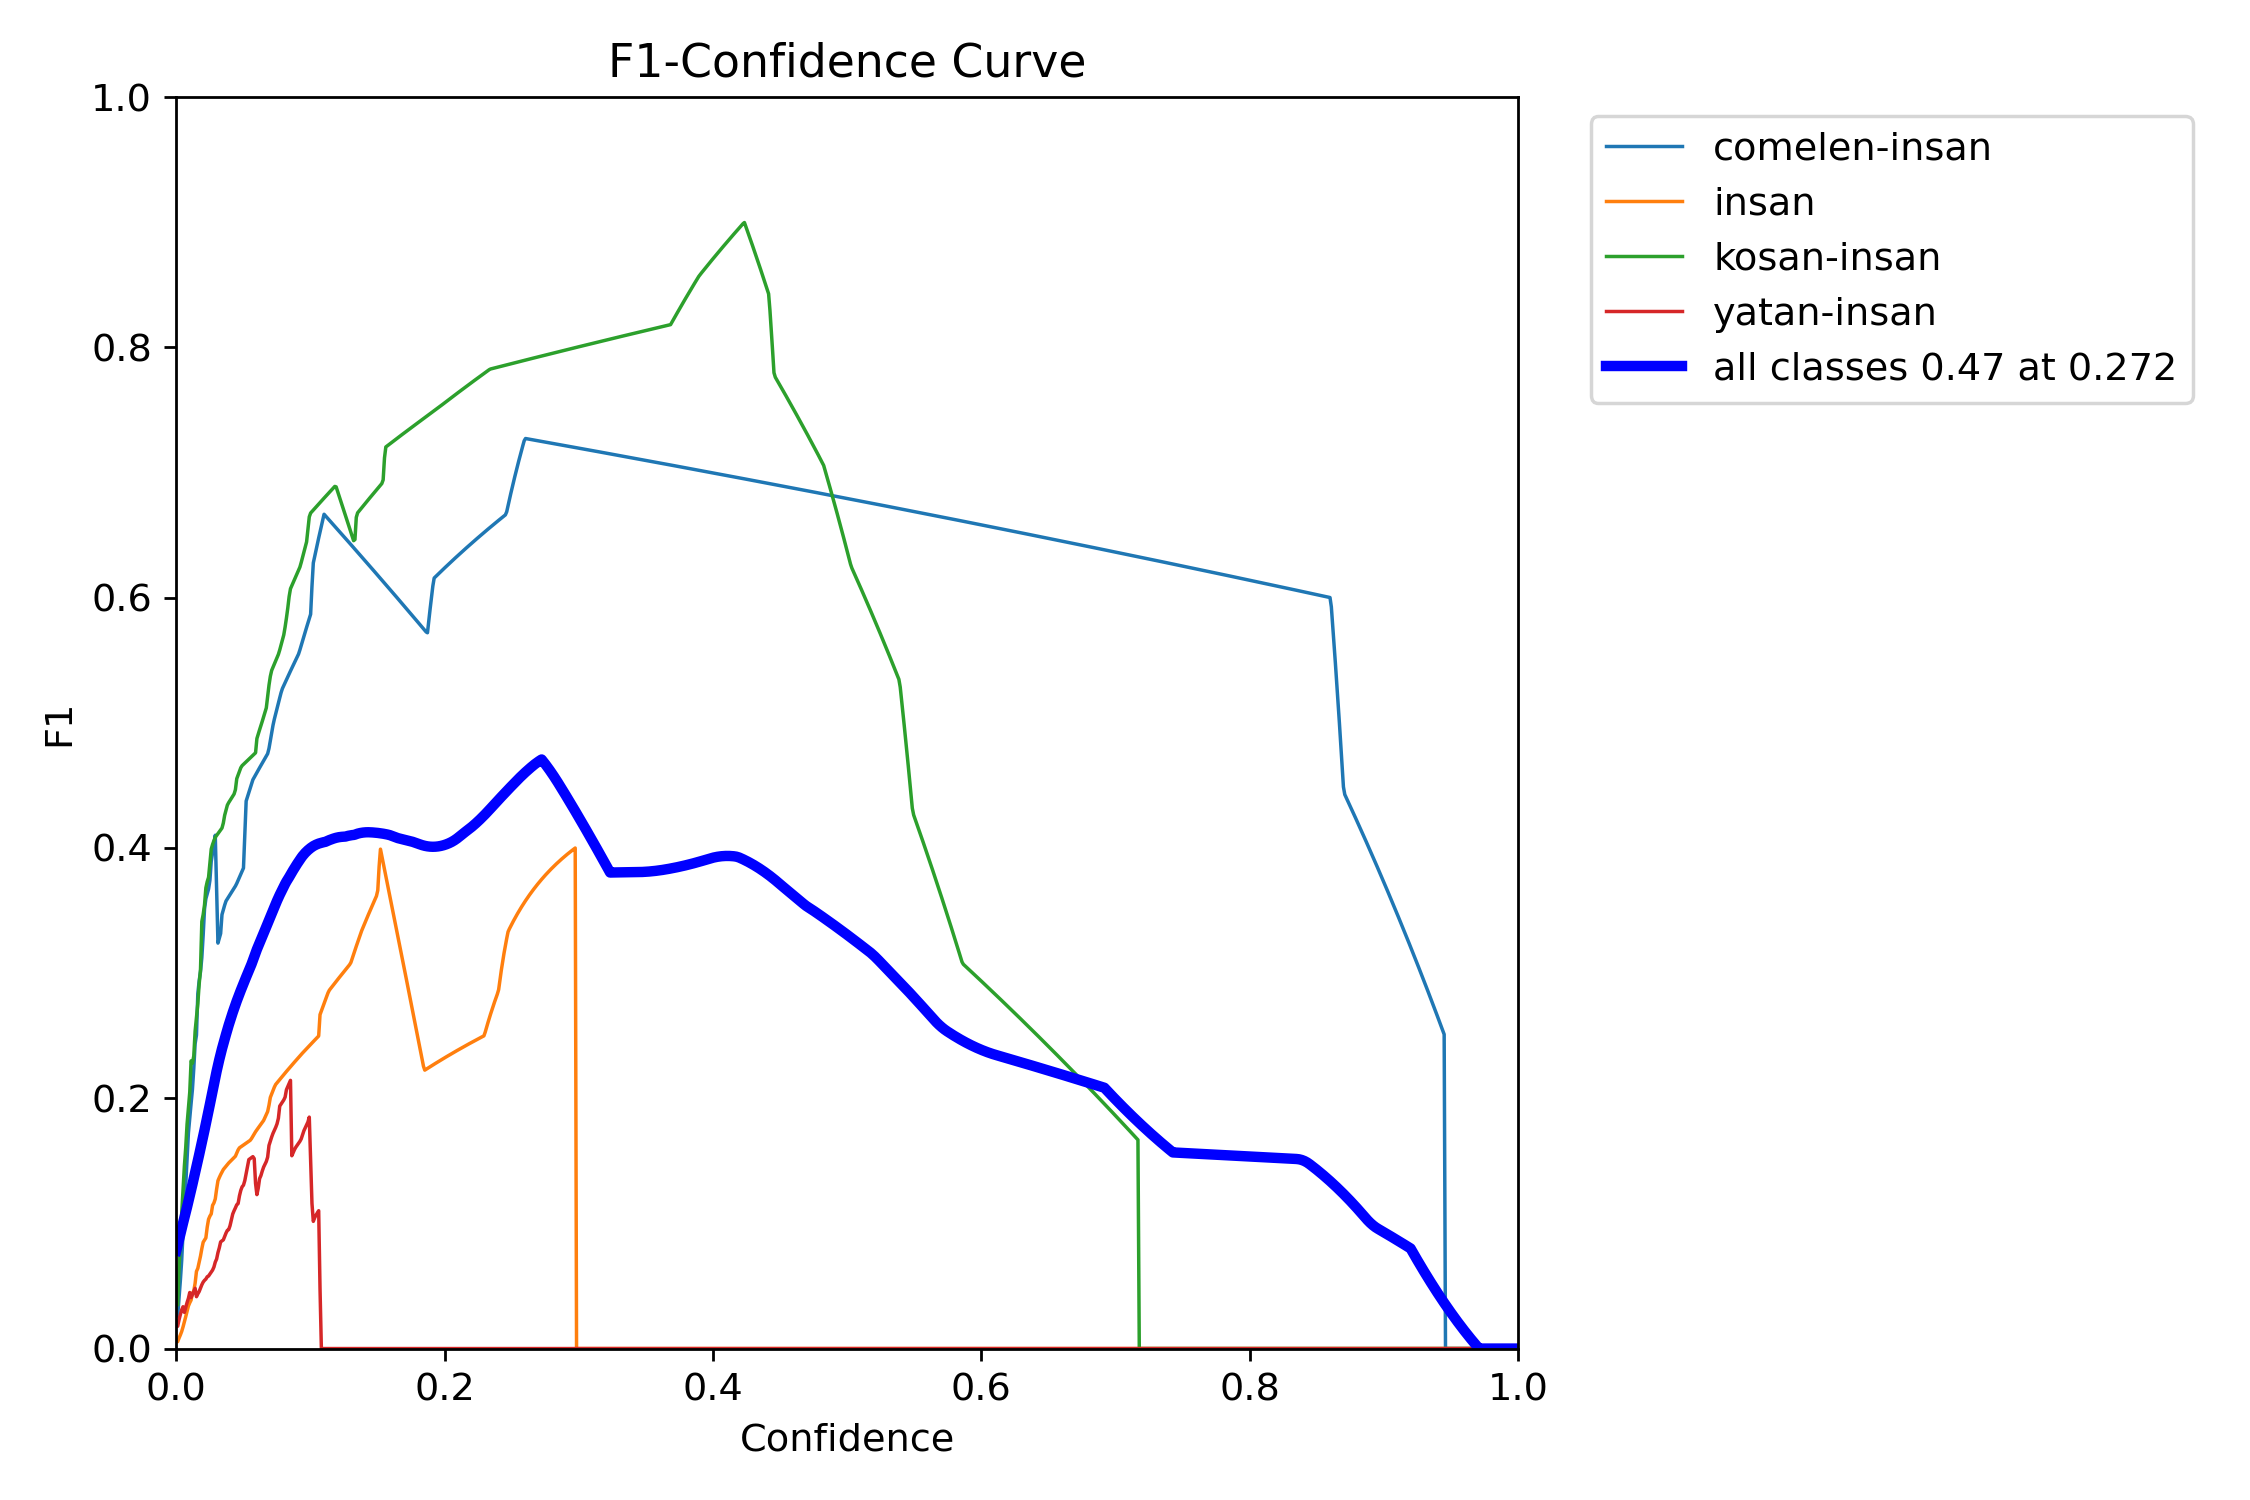 F1-Confidence Curve
1.0
0.8
0.6
0.4
0.2
0.0
F1
0.0 0.2 0.4 0.6 0.8 1.0
Confidence
comelen-insan
insan
kosan-insan
yatan-insan
all classes 0.47 at 0.272